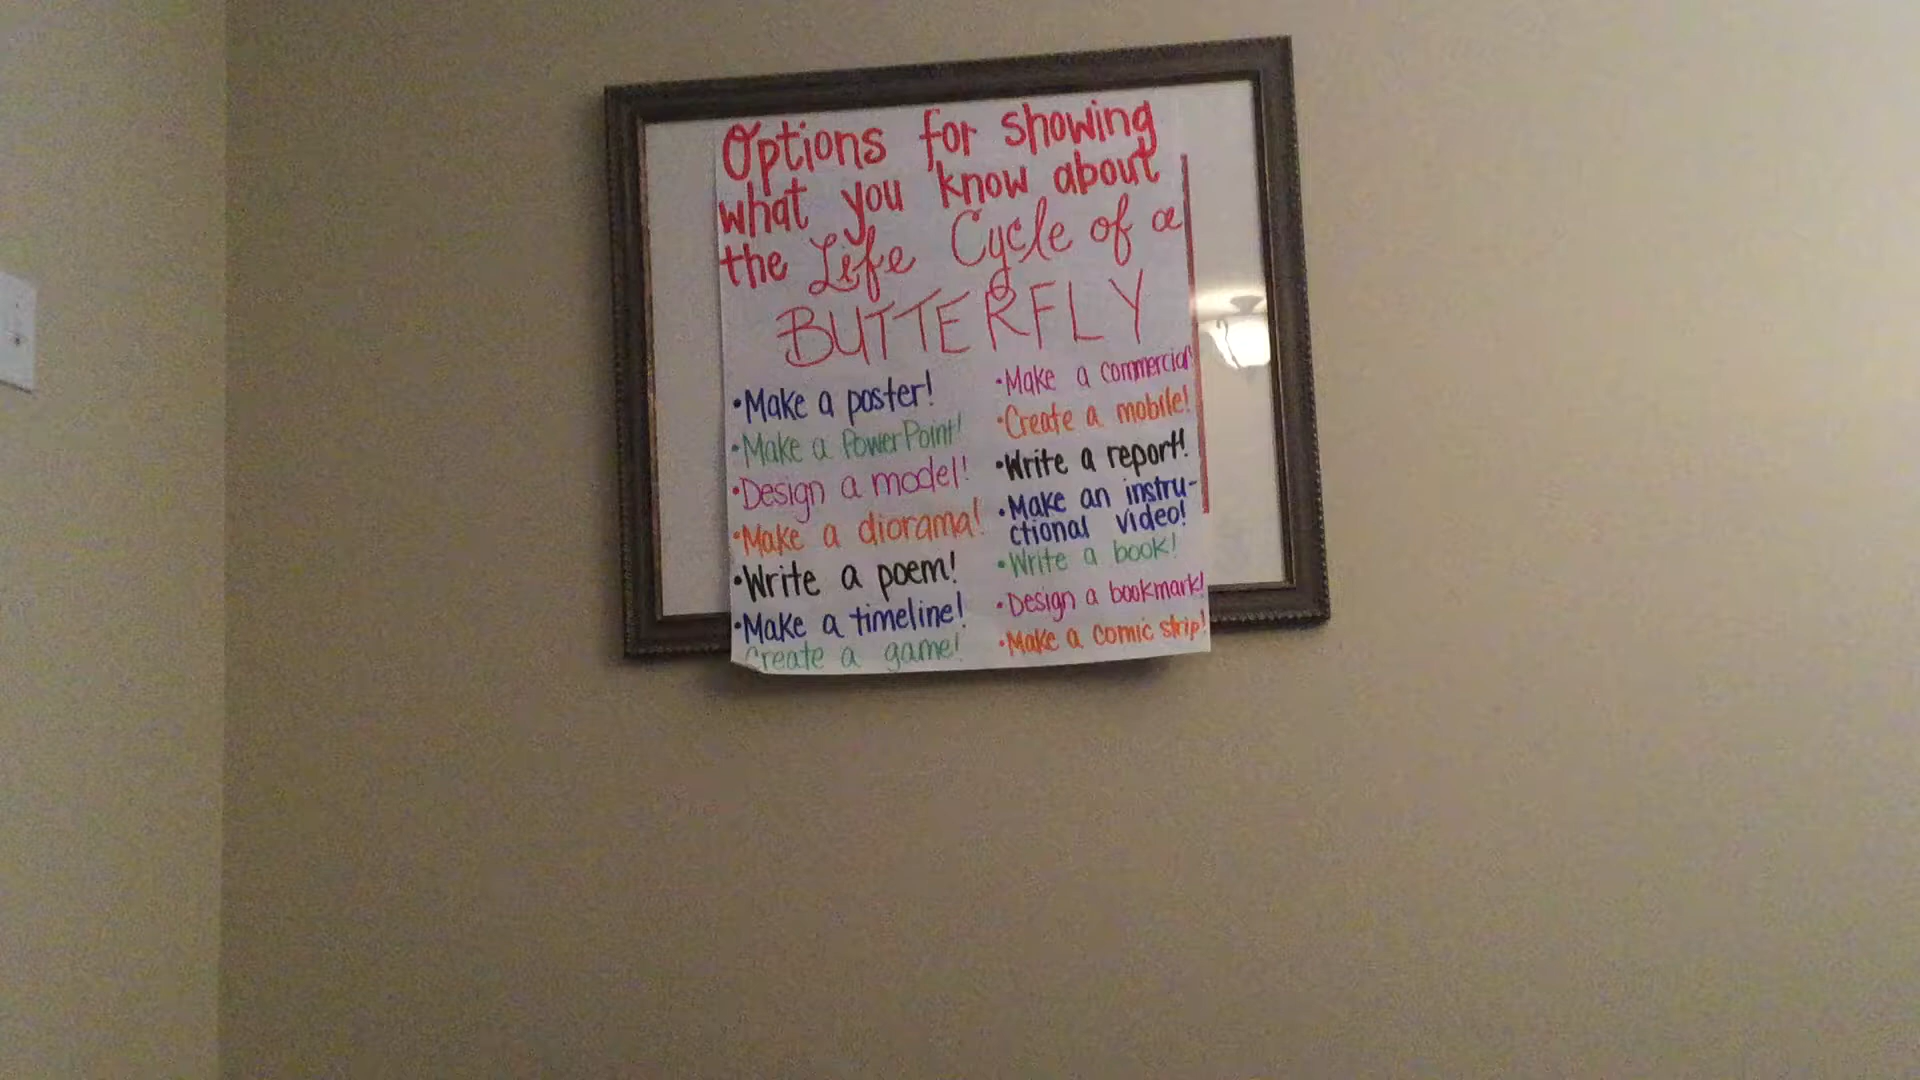 Options for showing
what you know about
the Life Cycle of a
BUTTERFLY
•Make a poster!
•Make a PowerPoint!
•Design a model!
•Make a diorama!
•Write a poem!
•Make a timeline!
Create a game!
•Make a commercial!
•Create a mobile!
•Write a report!
•Make an instru-
ctional video!
•Write a book!
•Design a bookmark!
•Make a comic strip!